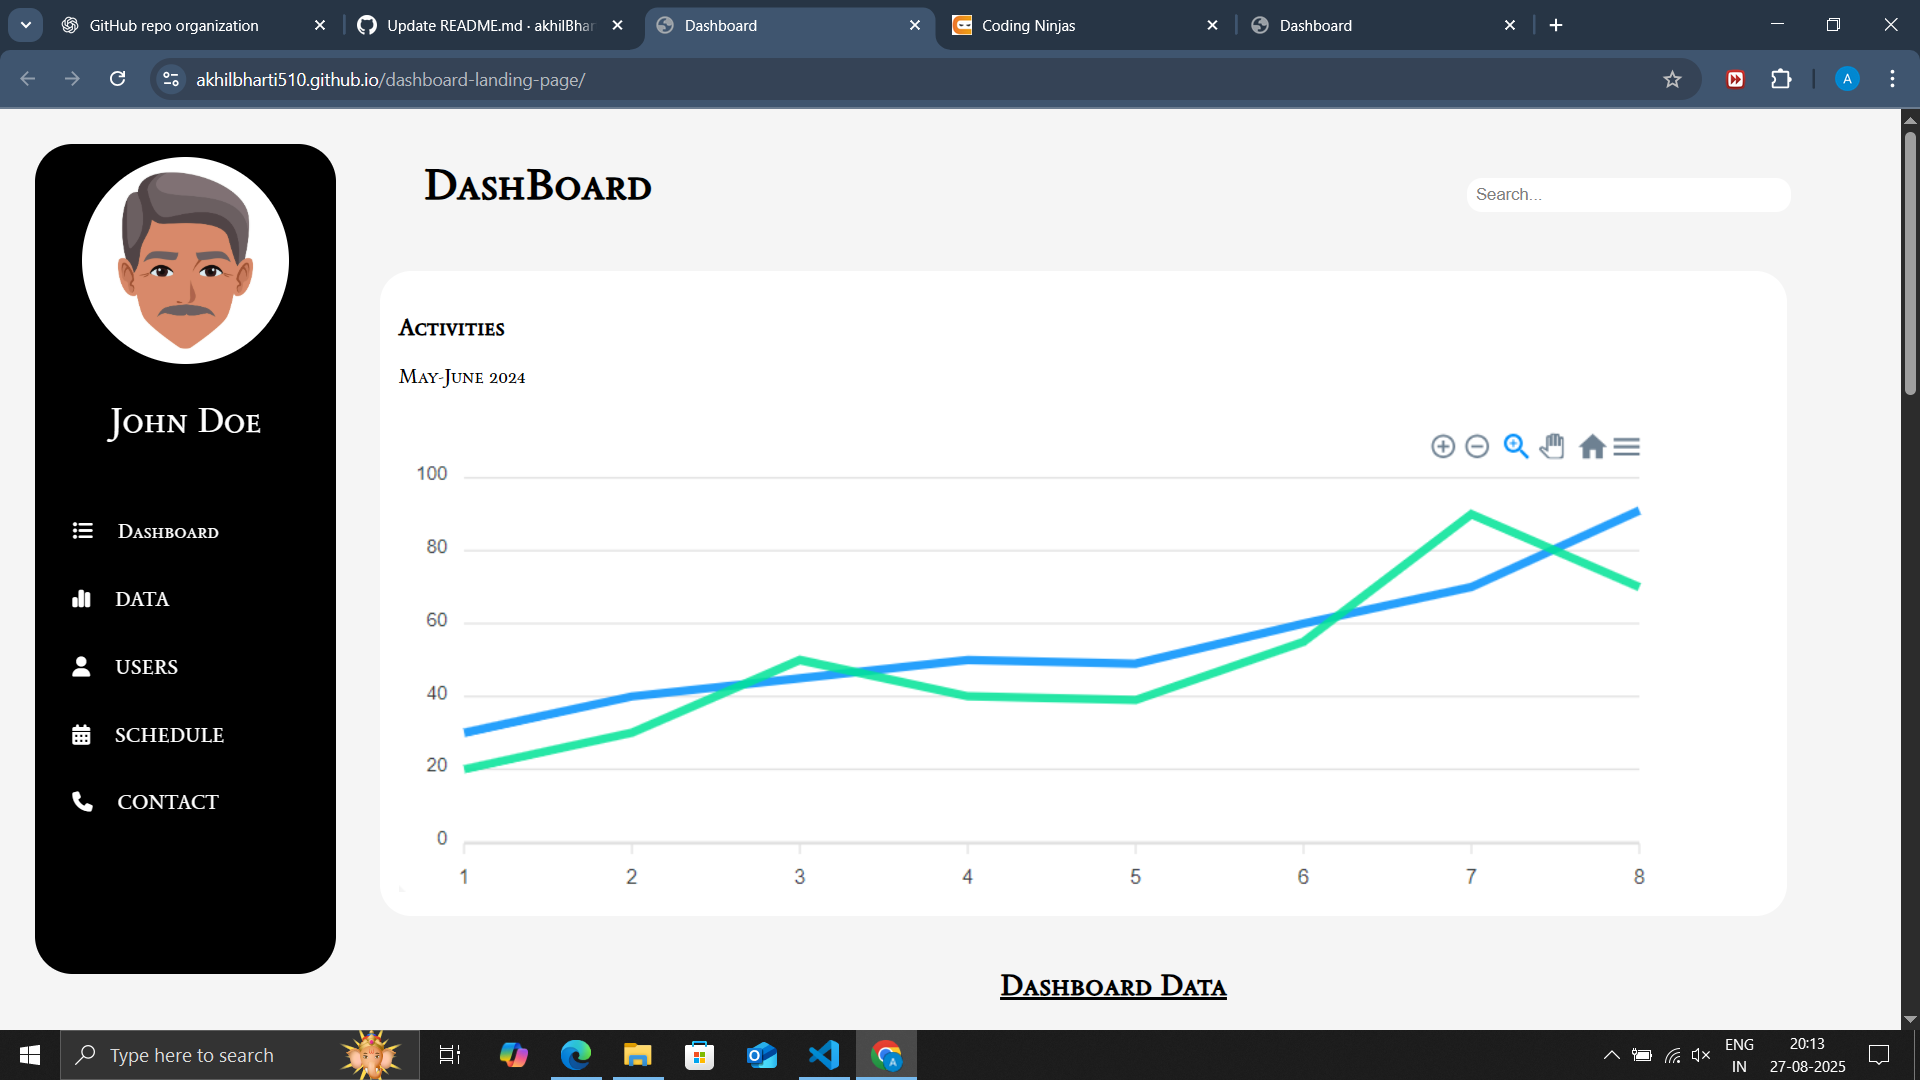 GitHub repo organization
Update README.md · akhilBhar
Dashboard
Coding Ninjas
Dashboard
akhilbharti510.github.io/dashboard-landing-page/
A
DashBoard
Search...
John Doe
Dashboard
DATA
USERS
SCHEDULE
CONTACT
Activities
May-June 2024
100
80
60
40
20
0
1 2 3 4 5 6 7 8
Dashboard Data
Type here to search
A
ENG
IN
20:13
27-08-2025